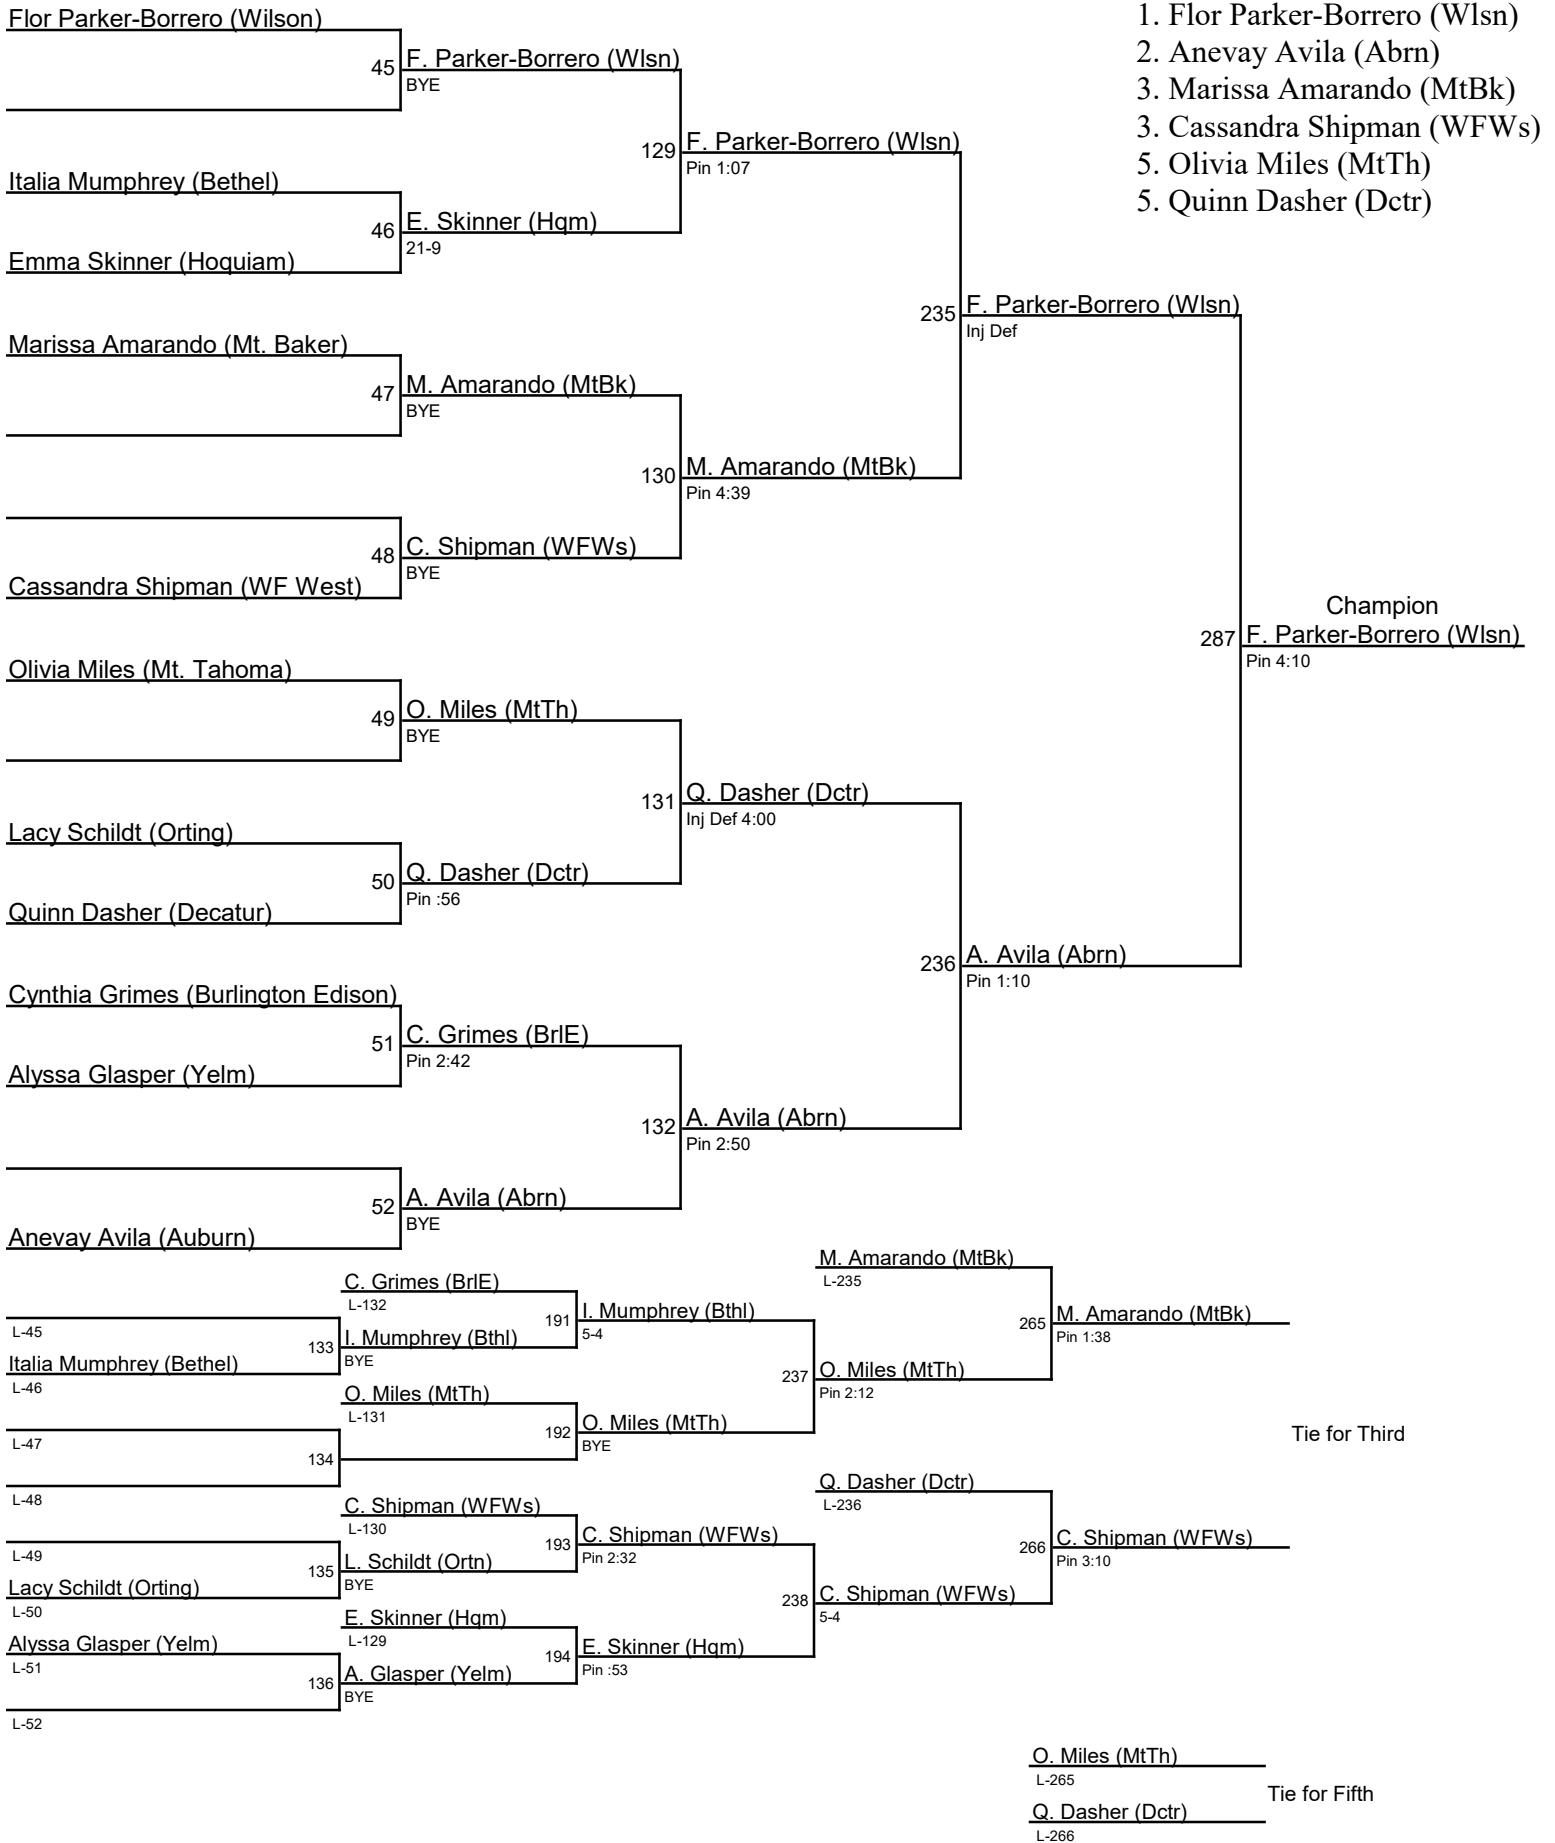 Flor Parker-Borrero (Wilson)
45
F. Parker-Borrero (Wlsn)
BYE
129
F. Parker-Borrero (Wlsn)
Pin 1:07
Italia Mumphrey (Bethel)
46
E. Skinner (Hqm)
21-9
Emma Skinner (Hoquiam)
235
F. Parker-Borrero (Wlsn)
Inj Def
Marissa Amarando (Mt. Baker)
47
M. Amarando (MtBk)
BYE
130
M. Amarando (MtBk)
Pin 4:39
48
C. Shipman (WFWs)
BYE
Cassandra Shipman (WF West)
Champion
287
F. Parker-Borrero (Wlsn)
Pin 4:10
Olivia Miles (Mt. Tahoma)
49
O. Miles (MtTh)
BYE
131
Q. Dasher (Dctr)
Inj Def 4:00
Lacy Schildt (Orting)
50
Q. Dasher (Dctr)
Pin :56
Quinn Dasher (Decatur)
236
A. Avila (Abrn)
Pin 1:10
Cynthia Grimes (Burlington Edison)
51
C. Grimes (BrlE)
Pin 2:42
Alyssa Glasper (Yelm)
132
A. Avila (Abrn)
Pin 2:50
52
A. Avila (Abrn)
BYE
Anevay Avila (Auburn)
1. Flor Parker-Borrero (Wlsn)
2. Anevay Avila (Abrn)
3. Marissa Amarando (MtBk)
3. Cassandra Shipman (WFWs)
5. Olivia Miles (MtTh)
5. Quinn Dasher (Dctr)
L-45
Italia Mumphrey (Bethel)
L-46
133
C. Grimes (BrlE)
L-132
I. Mumphrey (Bthl)
BYE
191
I. Mumphrey (Bthl)
5-4
L-47
L-48
134
O. Miles (MtTh)
L-131
192
O. Miles (MtTh)
BYE
237
M. Amarando (MtBk)
L-235
O. Miles (MtTh)
Pin 2:12
265
M. Amarando (MtBk)
Pin 1:38
Tie for Third
L-49
Lacy Schildt (Orting)
L-50
135
C. Shipman (WFWs)
L-130
L. Schildt (Ortn)
BYE
193
C. Shipman (WFWs)
Pin 2:32
Alyssa Glasper (Yelm)
L-51
L-52
136
E. Skinner (Hqm)
L-129
A. Glasper (Yelm)
BYE
194
E. Skinner (Hqm)
Pin :53
238
Q. Dasher (Dctr)
L-236
C. Shipman (WFWs)
5-4
266
C. Shipman (WFWs)
Pin 3:10
O. Miles (MtTh)
L-265
Tie for Fifth
Q. Dasher (Dctr)
L-266